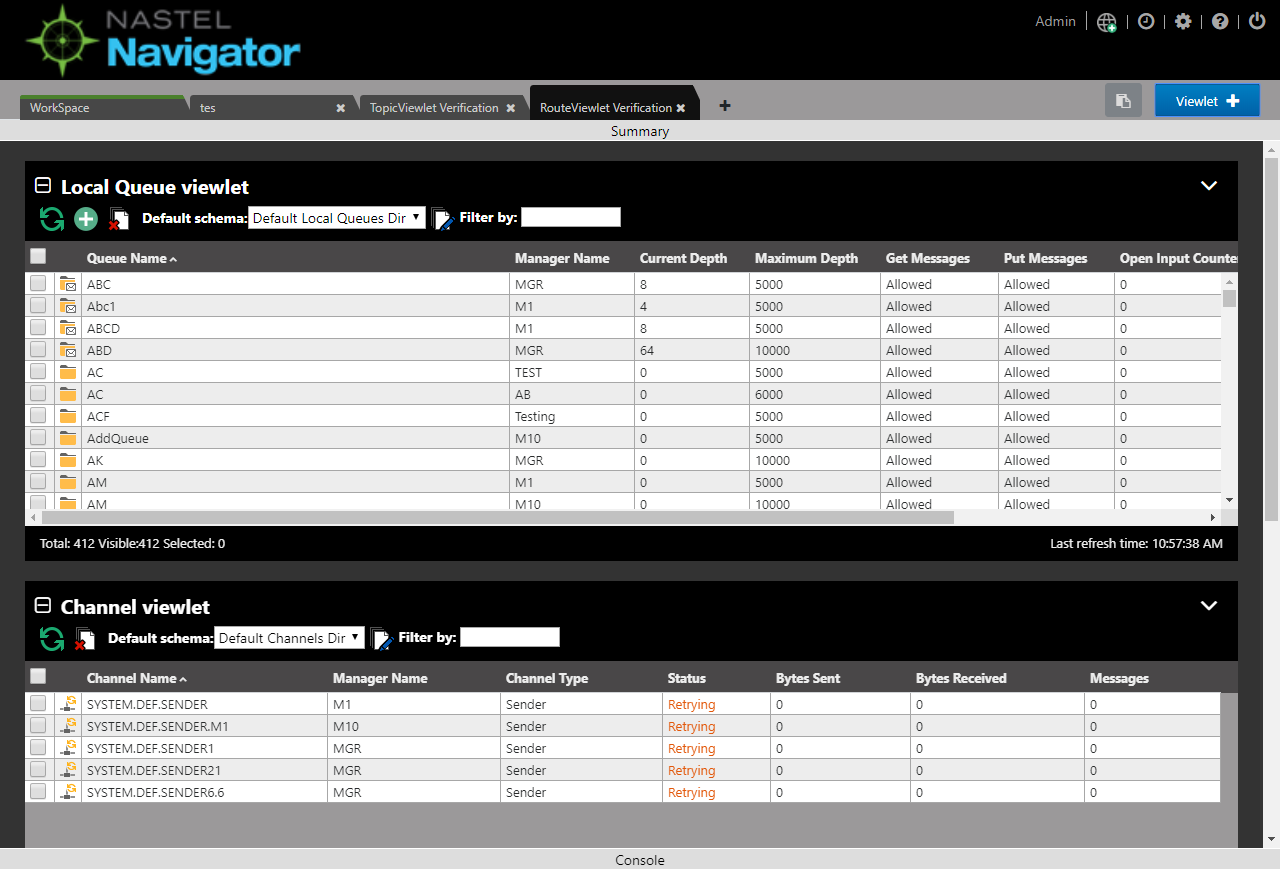 NASTEL
Navigator
Admin
WorkSpace tes TopicViewlet Verification RouteViewlet Verification Viewlet
Summary
Local Queue viewlet
Default schema: Default Local Queues Dir Filter by:
Queue Name Manager Name Current Depth Maximum Depth Get Messages Put Messages Open Input Counte
ABC MGR 8 5000 Allowed Allowed 0
Abc1 M1 4 5000 Allowed Allowed 0
ABCD M1 8 5000 Allowed Allowed 0
ABD MGR 64 10000 Allowed Allowed 0
AC TEST 0 5000 Allowed Allowed 0
AC AB 0 6000 Allowed Allowed 0
ACF Testing 0 5000 Allowed Allowed 0
AddQueue M10 0 5000 Allowed Allowed 0
AK MGR 0 10000 Allowed Allowed 0
AM M1 0 5000 Allowed Allowed 0
AM M10 0 10000 Allowed Allowed 0
Total: 412 Visible:412 Selected: 0 Last refresh time: 10:57:38 AM
Channel viewlet
Default schema: Default Channels Dir Filter by:
Channel Name Manager Name Channel Type Status Bytes Sent Bytes Received Messages
SYSTEM.DEF.SENDER M1 Sender Retrying 0 0 0
SYSTEM.DEF.SENDER.M1 M10 Sender Retrying 0 0 0
SYSTEM.DEF.SENDER1 MGR Sender Retrying 0 0 0
SYSTEM.DEF.SENDER21 MGR Sender Retrying 0 0 0
SYSTEM.DEF.SENDER6.6 MGR Sender Retrying 0 0 0
Console